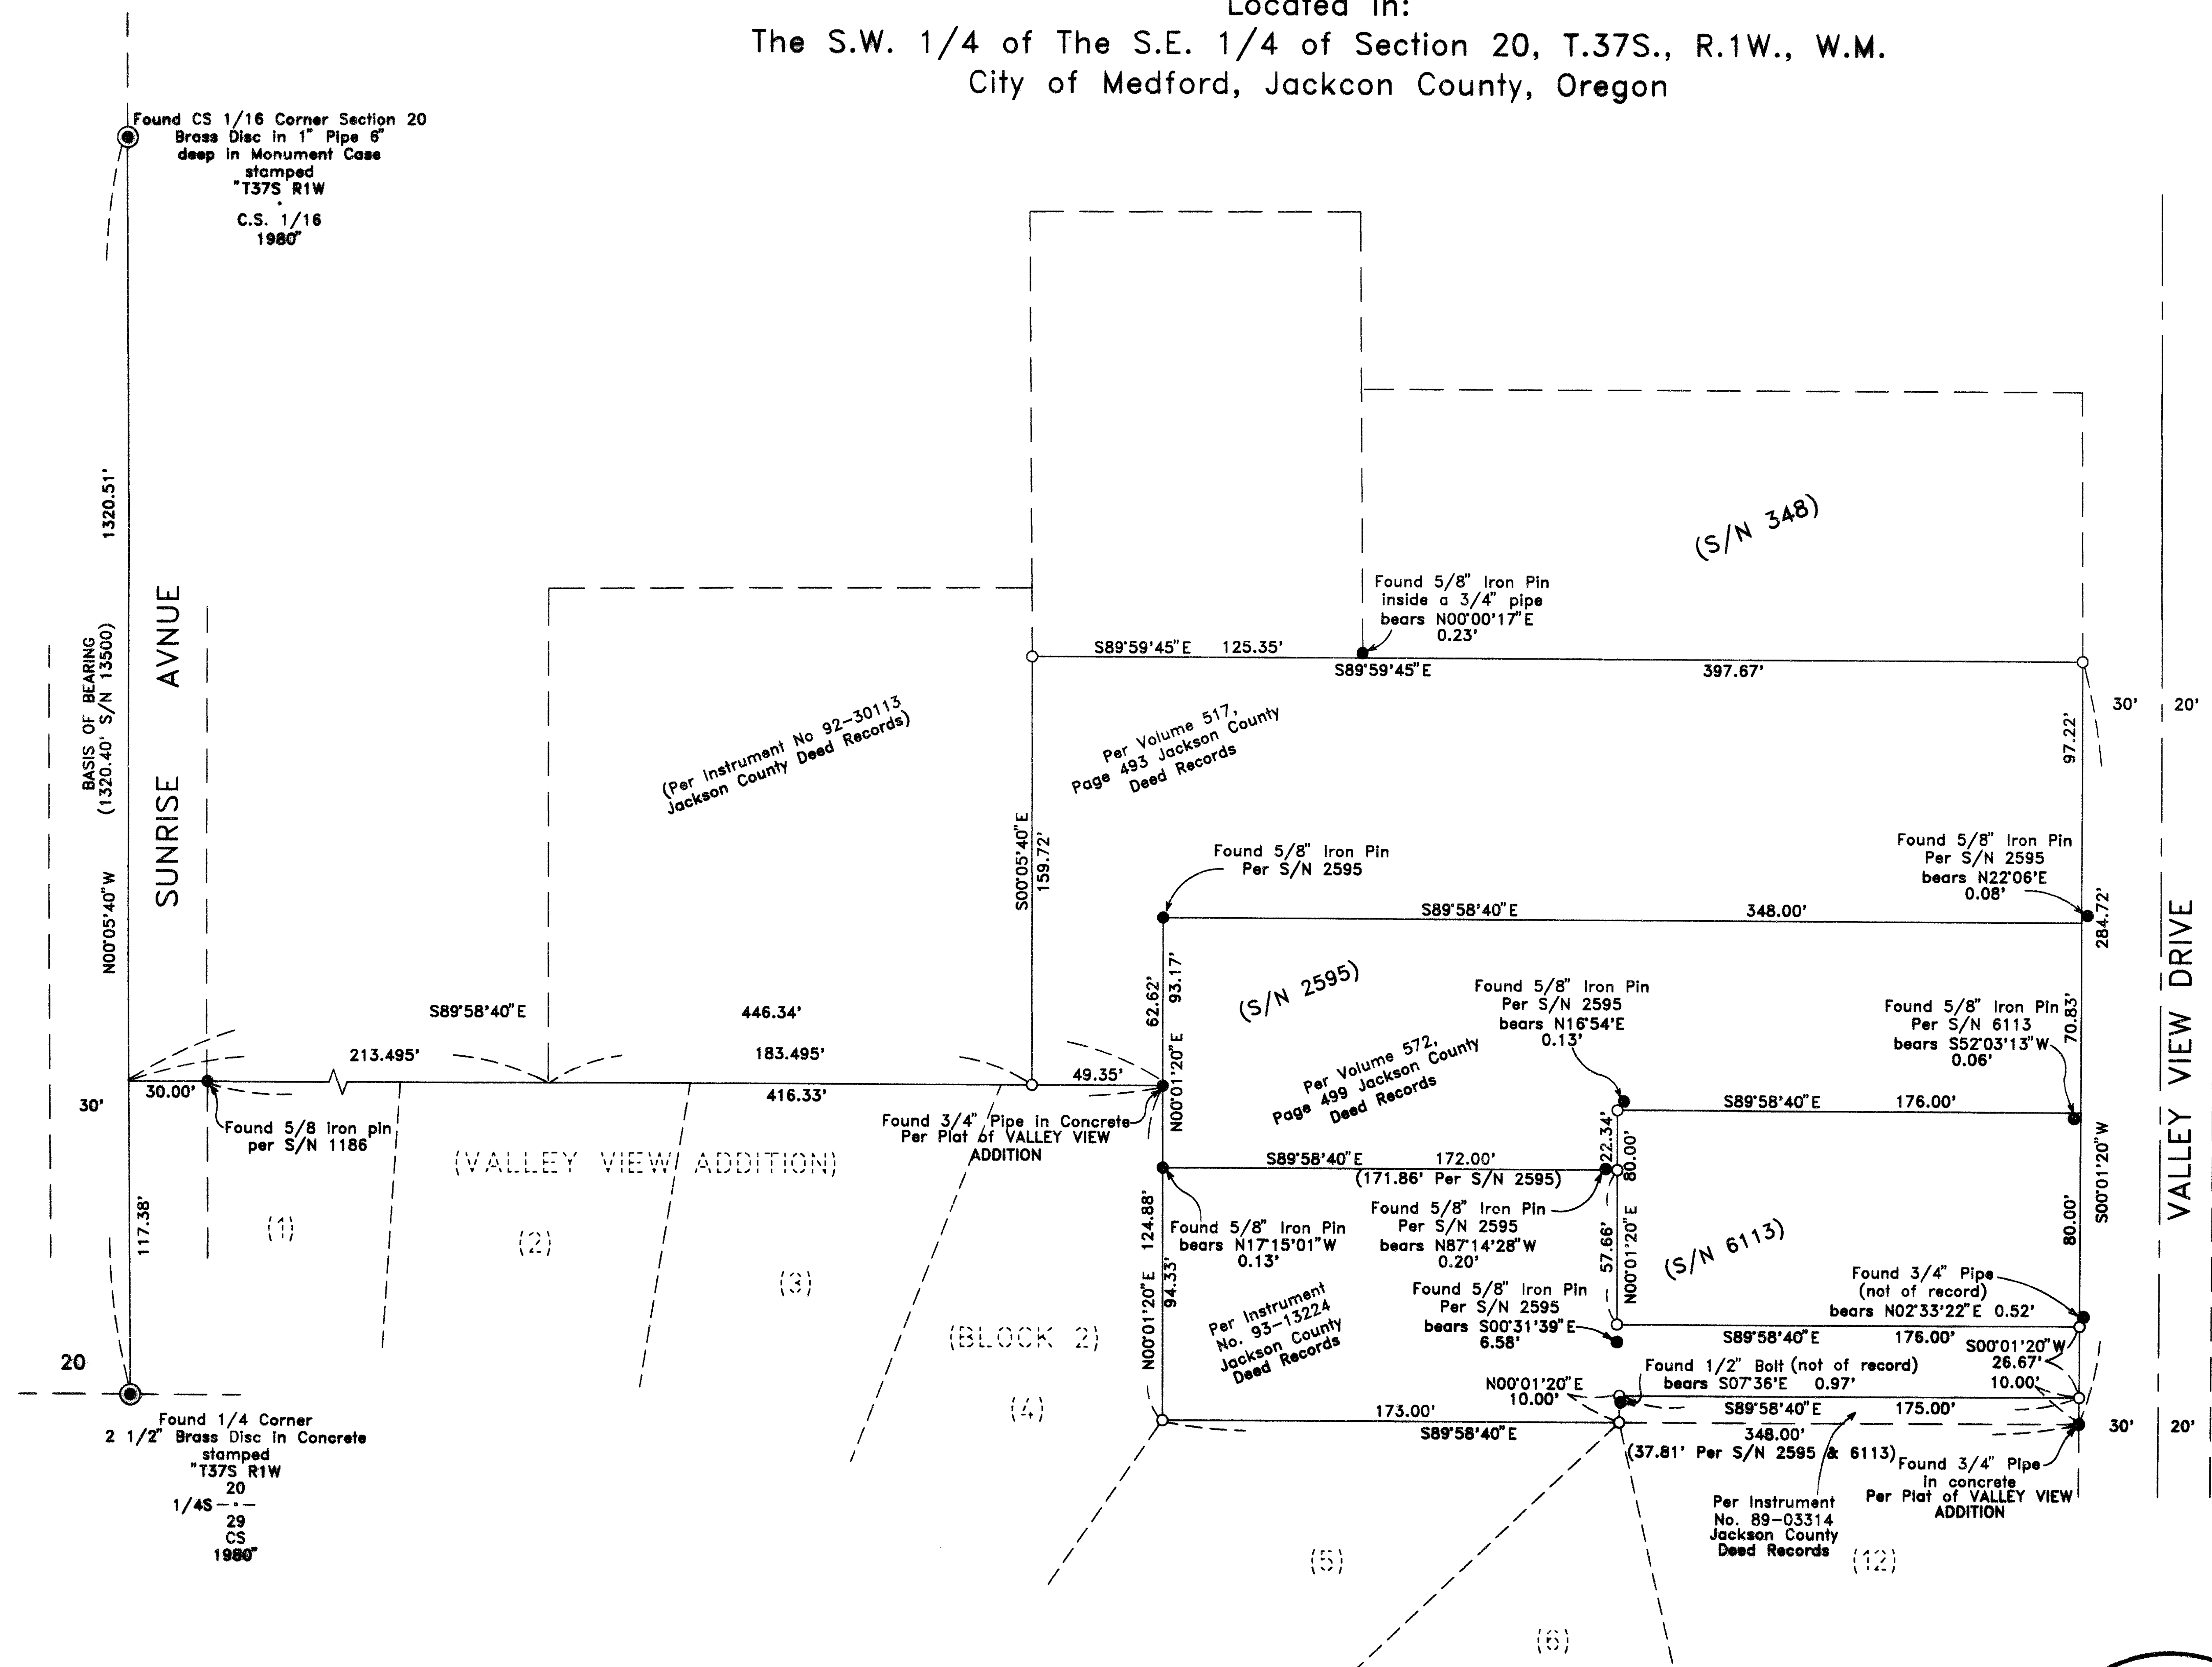 Located In:
The S.W. 1/4 of The S.E. 1/4 of Section 20, T.37S., R.1W., W.M.
City of Medford, Jackcon County, Oregon
Found CS 1/16 Corner Section 20
Brass Disc in 1" Pipe 6"
deep in Monument Case
stamped
"T37S R1W
.
C.S. 1/16
1980"
1320.51'
BASIS OF BEARING
(1320.40' S/N 13500)
N00°05'40"W
SUNRISE AVNUE
(S/N 348)
Found 5/8" Iron Pin
inside a 3/4" pipe
bears N00°00'17"E
0.23'
S89°59'45"E 125.35'
S89°59'45"E 397.67'
30' 20'
97.22'
(Per Instrument No 92-30113
Jackson County Deed Records)
Per Volume 517,
Page 493 Jackson County
Deed Records
S00°05'40"E
159.72'
Found 5/8" Iron Pin
Per S/N 2595
Found 5/8" Iron Pin
Per S/N 2595
bears N22°06'E
0.08'
S89°58'40"E 348.00'
284.72'
VALLEY VIEW DRIVE
62.62'
93.17'
N00°01'20"E
(S/N 2595)
Found 5/8" Iron Pin
Per S/N 2595
bears N16°54'E
0.13'
Found 5/8" Iron Pin
Per S/N 6113
bears S52°03'13"W
0.06'
70.83'
S89°58'40"E 446.34'
213.495' 183.495'
30.00' 416.33' 49.35'
30'
Per Volume 572,
Page 499 Jackson County
Deed Records
S89°58'40"E 176.00'
Found 5/8 iron pin
per S/N 1186
Found 3/4" Pipe in Concrete
Per Plat of VALLEY VIEW
ADDITION
22.34'
80.00'
S89°58'40"E 172.00'
(171.86' Per S/N 2595)
S00°01'20"W
(VALLEY VIEW ADDITION)
117.38'
(1)
(2)
(3)
124.88'
94.33'
N00°01'20"E
Found 5/8" Iron Pin
bears N17°15'01"W
0.13'
Found 5/8" Iron Pin
Per S/N 2595
bears N87°14'28"W
0.20'
57.66'
N00°01'20"E
(S/N 6113)
80.00'
Found 3/4" Pipe
(not of record)
bears N02°33'22"E 0.52'
Per Instrument
No. 93-13224
Jackson County
Deed Records
Found 5/8" Iron Pin
Per S/N 2595
bears S00°31'39"E
6.58'
(BLOCK 2)
S89°58'40"E 176.00'
S00°01'20"W
26.67'
10.00'
20
Found 1/2" Bolt (not of record)
bears S07°36'E 0.97'
N00°01'20"E
10.00'
(4)
173.00'
S89°58'40"E
S89°58'40"E 175.00'
348.00'
(37.81' Per S/N 2595 & 6113)
30' 20'
Found 1/4 Corner
2 1/2" Brass Disc in Concrete
stamped
"T37S R1W
20
1/4S
29
CS
1980"
Found 3/4" Pipe
in concrete
Per Plat of VALLEY VIEW
ADDITION
Per Instrument
No. 89-03314
Jackson County
Deed Records
(5)
(12)
(6)